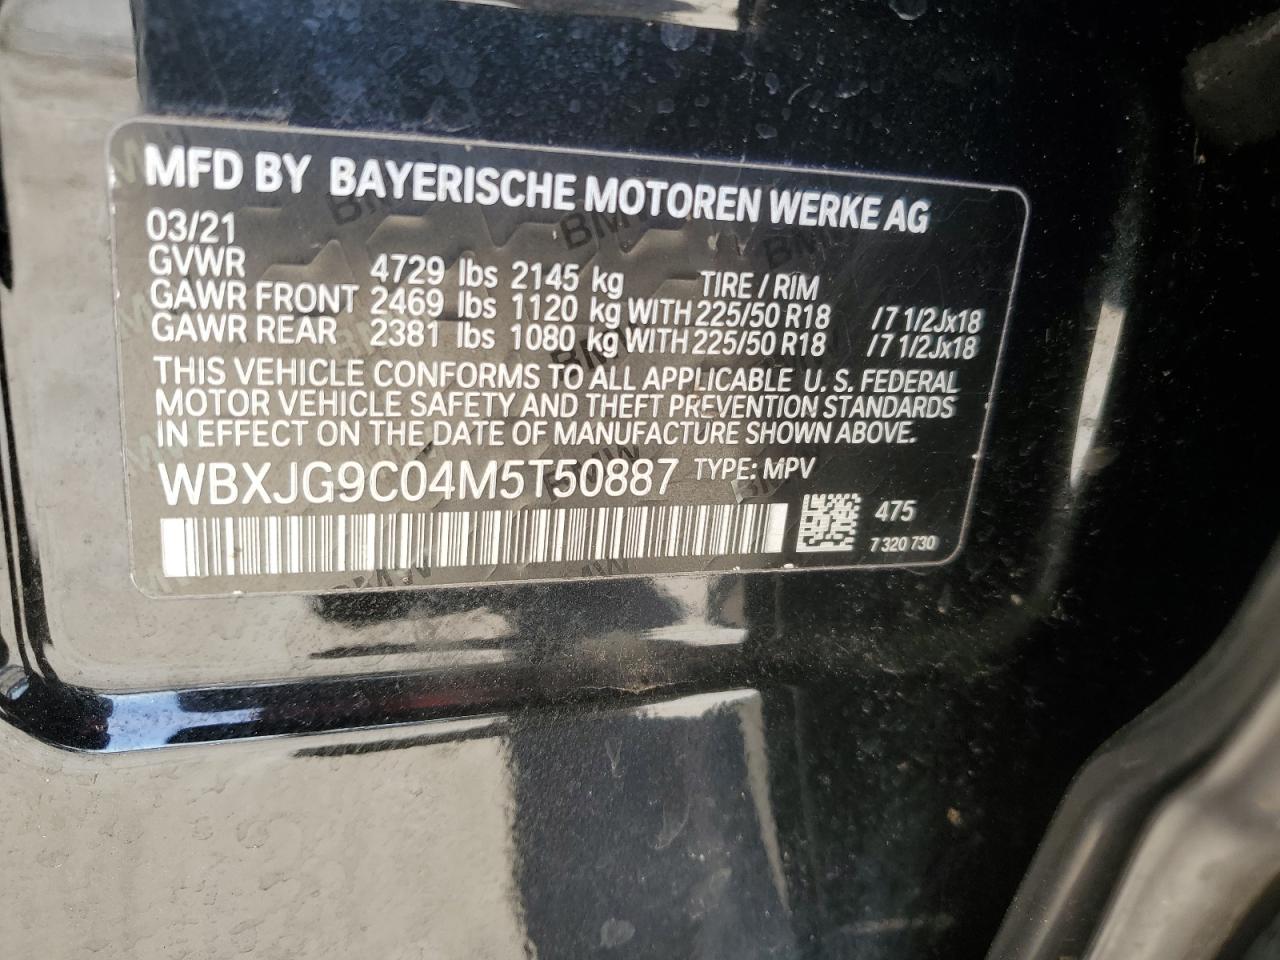 MFD BY BAYERISCHE MOTOREN WERKE AG
03/21
GVWR 4729 lbs 2145 kg TIRE / RIM
GAWR FRONT 2469 lbs 1120 kg WITH 225/50 R18 /7 1/2Jx18
GAWR REAR 2381 lbs 1080 kg WITH 225/50 R18 /7 1/2Jx18
THIS VEHICLE CONFORMS TO ALL APPLICABLE U. S. FEDERAL
MOTOR VEHICLE SAFETY AND THEFT PREVENTION STANDARDS
IN EFFECT ON THE DATE OF MANUFACTURE SHOWN ABOVE.
WBXJG9C04M5T50887 TYPE: MPV
475
7 320 730